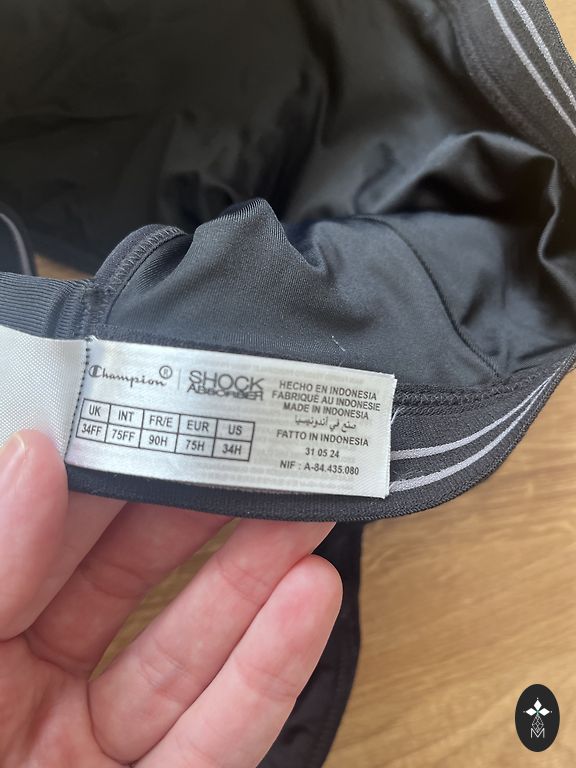 Champion® | SHOCK ABSORBER
UK INT FR/E EUR US
34FF 75FF 90H 75H 34H
HECHO EN INDONESIA
FABRIQUÉ AU INDONESIE
MADE IN INDONESIA
صنع في أندونيسيا
FATTO IN INDONESIA
31 05 24
NIF : A-84.435.080
M